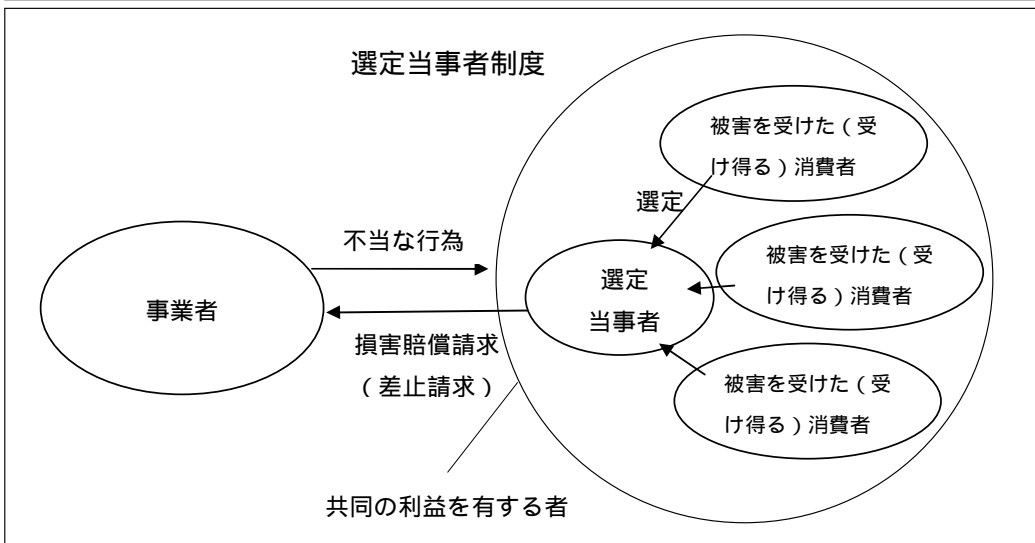 選定当事者制度
被害を受けた（受
け得る）消費者
選定
不当な行為
事業者
選定
当事者
被害を受けた（受
け得る）消費者
損害賠償請求
（差止請求）
被害を受けた（受
け得る）消費者
共同の利益を有する者